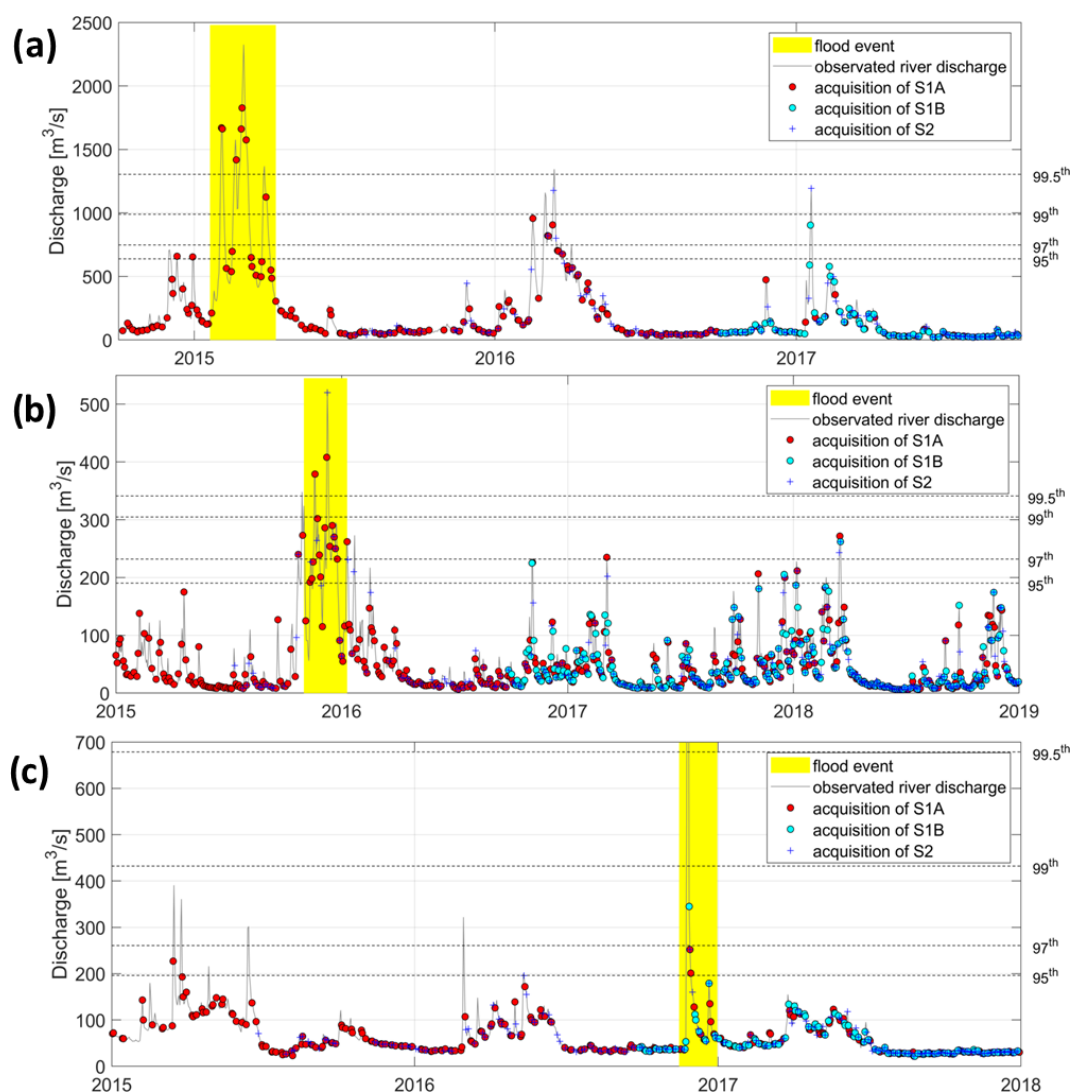 (a)
2500
2000
1500
1000
500
0
Discharge [m³/s]
flood event
observated river discharge
acquisition of S1A
acquisition of S1B
acquisition of S2
99.5th
99th
97th
95th
2015
2016
2017
(b)
500
400
300
200
100
0
Discharge [m³/s]
flood event
observated river discharge
acquisition of S1A
acquisition of S1B
acquisition of S2
99.5th
99th
97th
95th
2015
2016
2017
2018
2019
(c)
700
600
500
400
300
200
100
0
Discharge [m³/s]
flood event
observated river discharge
acquisition of S1A
acquisition of S1B
acquisition of S2
99.5th
99th
97th
95th
2015
2016
2017
2018